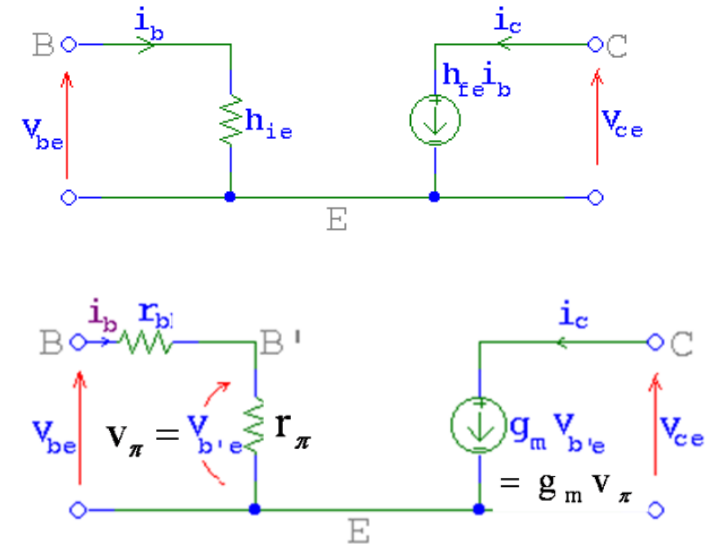 i_b i_c
B C
h_fe i_b
V_be h_ie V_ce
E
i_b r_b i_c
B B' C
V_be v_π = V_b'e r_π g_m V_b'e V_ce
= g_m v_π
E